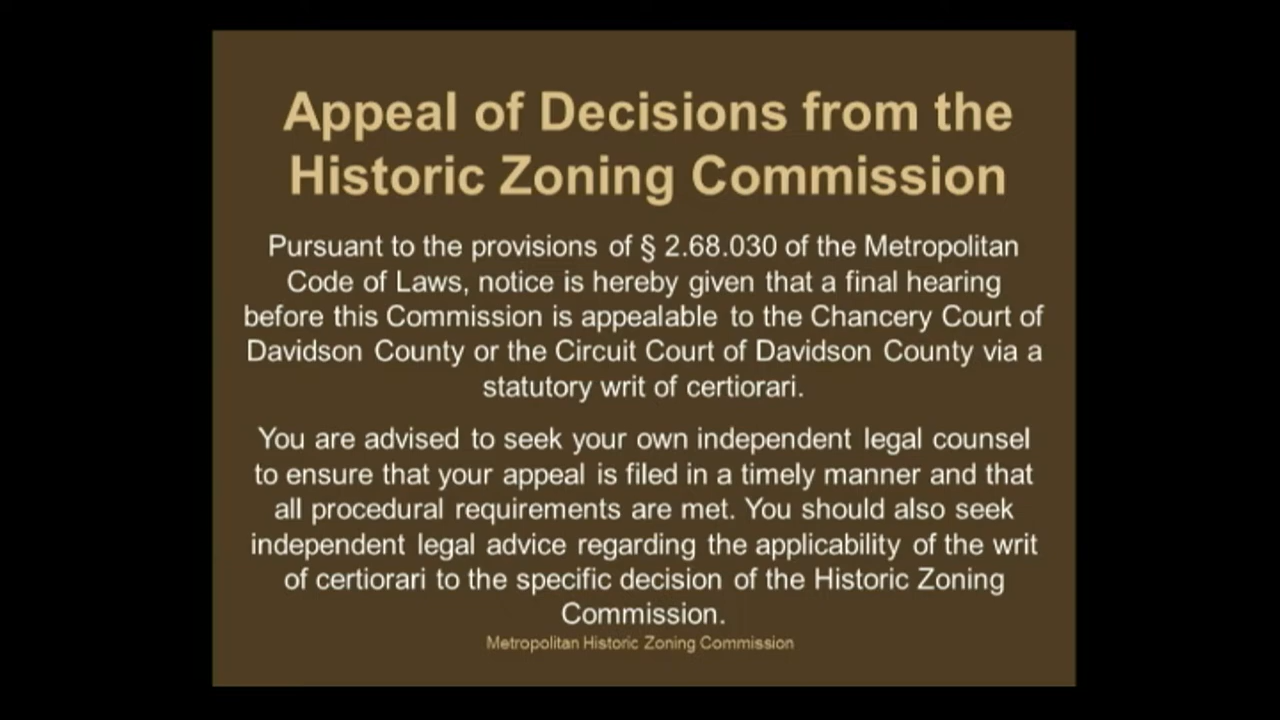 Appeal of Decisions from the
Historic Zoning Commission
Pursuant to the provisions of § 2.68.030 of the Metropolitan
Code of Laws, notice is hereby given that a final hearing
before this Commission is appealable to the Chancery Court of
Davidson County or the Circuit Court of Davidson County via a
statutory writ of certiorari.
You are advised to seek your own independent legal counsel
to ensure that your appeal is filed in a timely manner and that
all procedural requirements are met. You should also seek
independent legal advice regarding the applicability of the writ
of certiorari to the specific decision of the Historic Zoning
Commission.
Metropolitan Historic Zoning Commission